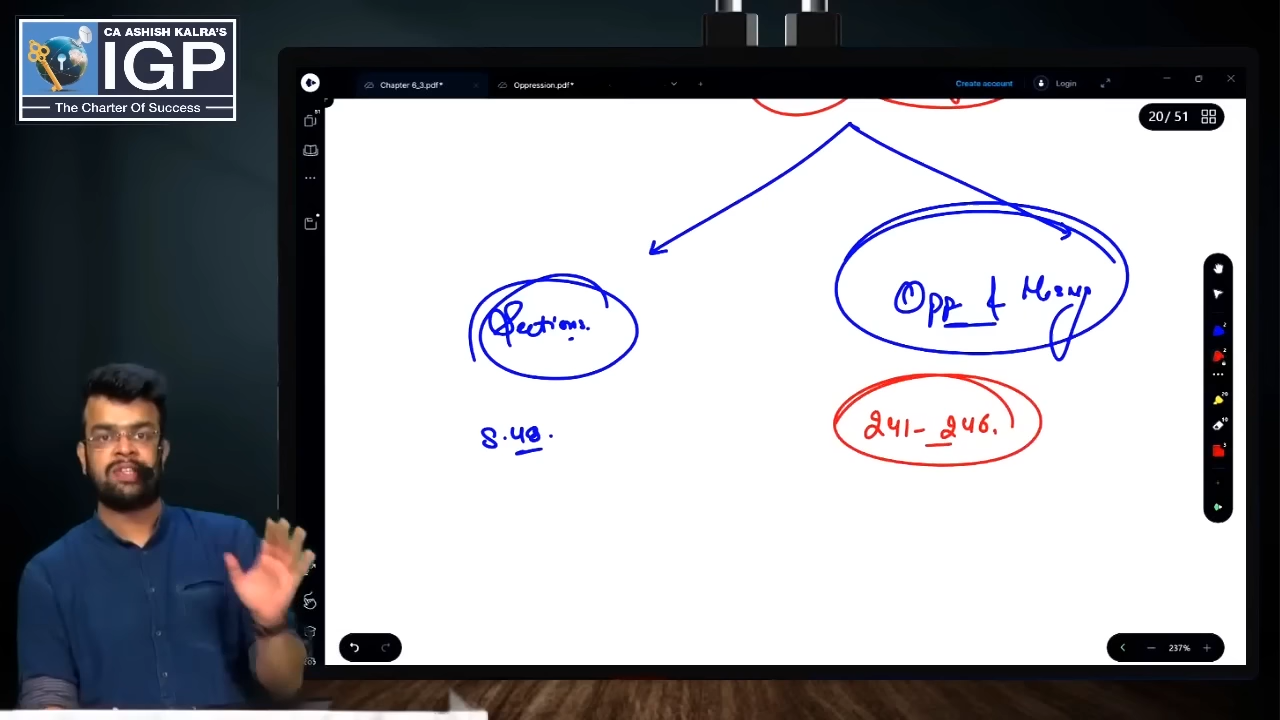 CA ASHISH KALRA'S
IGP
The Charter Of Success
Chapter 6_3.pdf*
Oppression.pdf*
Create account
Login
20 / 51
Opp &
Sections.
241-246.
S.48.
237%